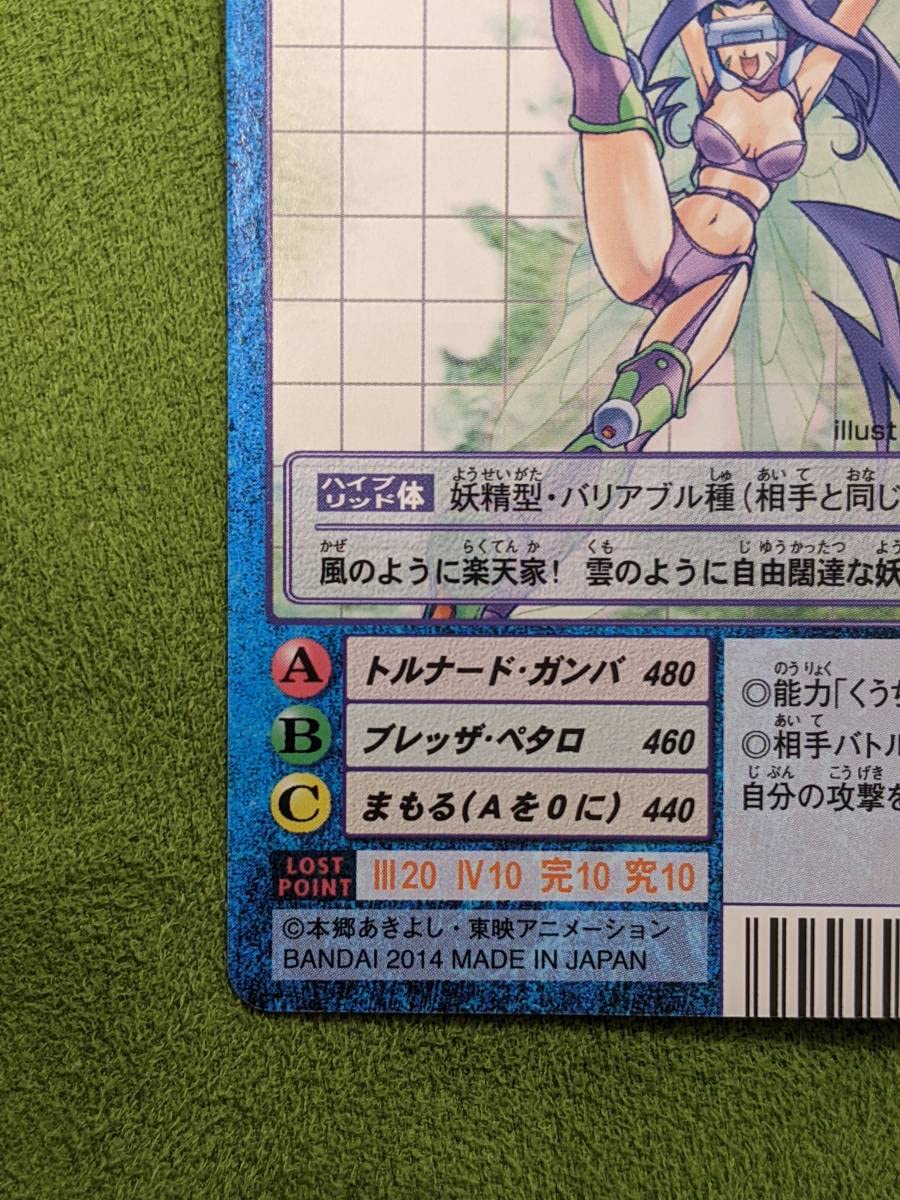 illust
ハイブ
リッド体 妖精型・バリアブル種(相手と同じ
ようせいがた しゅ あいて おな
かぜ らくてんか くも じゆうかったつ よう
風のように楽天家! 雲のように自由闊達な妖
A トルナード・ガンバ 480
B ブレッザ・ペタロ 460
C まもる(Aを0に) 440
のうりょく
◎能力「くうち
あいて
◎相手バトル
じぶん こうげき
自分の攻撃を
LOST
POINT III20 IV10 完10 究10
©本郷あきよし・東映アニメーション
BANDAI 2014 MADE IN JAPAN